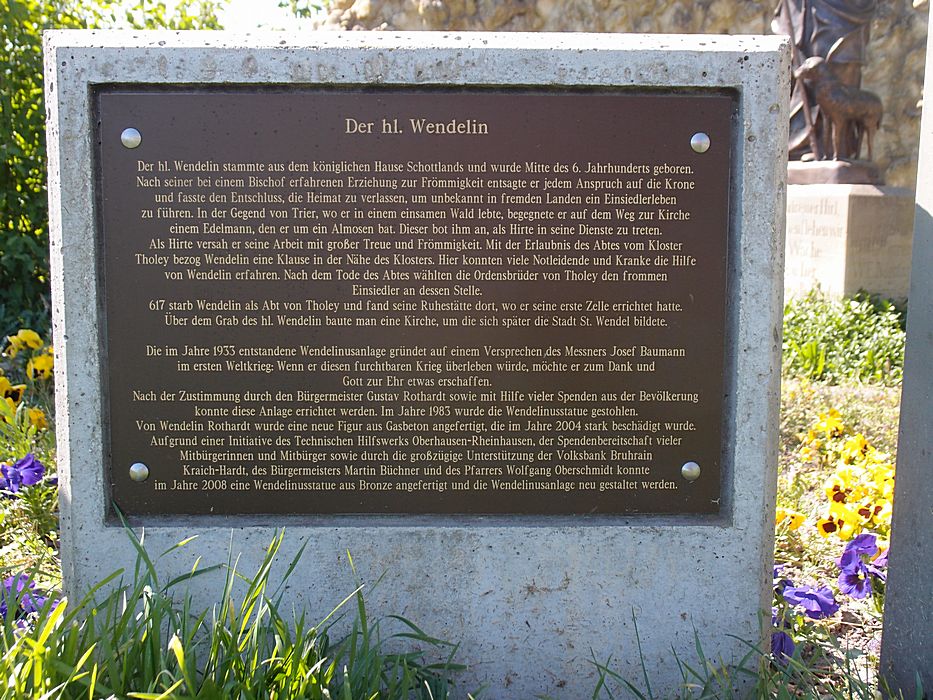 Der hl. Wendelin
Der hl. Wendelin stammte aus dem königlichen Hause Schottlands und wurde Mitte des 6. Jahrhunderts geboren.
Nach seiner bei einem Bischof erfahrenen Erziehung zur Frömmigkeit entsagte er jedem Anspruch auf die Krone
und fasste den Entschluss, die Heimat zu verlassen, um unbekannt in fremden Landen ein Einsiedlerleben
zu führen. In der Gegend von Trier, wo er in einem einsamen Wald lebte, begegnete er auf dem Weg zur Kirche
einem Edelmann, den er um ein Almosen bat. Dieser bot ihm an, als Hirte in seine Dienste zu treten.
Als Hirte versah er seine Arbeit mit großer Treue und Frömmigkeit. Mit der Erlaubnis des Abtes vom Kloster
Tholey bezog Wendelin eine Klause in der Nähe des Klosters. Hier konnten viele Notleidende und Kranke die Hilfe
von Wendelin erfahren. Nach dem Tode des Abtes wählten die Ordensbrüder von Tholey den frommen
Einsiedler an dessen Stelle.
617 starb Wendelin als Abt von Tholey und fand seine Ruhestätte dort, wo er seine erste Zelle errichtet hatte.
Über dem Grab des hl. Wendelin baute man eine Kirche, um die sich später die Stadt St. Wendel bildete.
Die im Jahre 1933 entstandene Wendelinusanlage gründet auf einem Versprechen des Messners Josef Baumann
im ersten Weltkrieg: Wenn er diesen furchtbaren Krieg überleben würde, möchte er zum Dank und
Gott zur Ehr etwas erschaffen.
Nach der Zustimmung durch den Bürgermeister Gustav Rothardt sowie mit Hilfe vieler Spenden aus der Bevölkerung
konnte diese Anlage errichtet werden. Im Jahre 1983 wurde die Wendelinusstatue gestohlen.
Von Wendelin Rothardt wurde eine neue Figur aus Gasbeton angefertigt, die im Jahre 2004 stark beschädigt wurde.
Aufgrund einer Initiative des Technischen Hilfswerks Oberhausen-Rheinhausen, der Spendenbereitschaft vieler
Mitbürgerinnen und Mitbürger sowie durch die großzügige Unterstützung der Volksbank Bruhrain
Kraich-Hardt, des Bürgermeisters Martin Büchner und des Pfarrers Wolfgang Oberschmidt konnte
im Jahre 2008 eine Wendelinusstatue aus Bronze angefertigt und die Wendelinusanlage neu gestaltet werden.